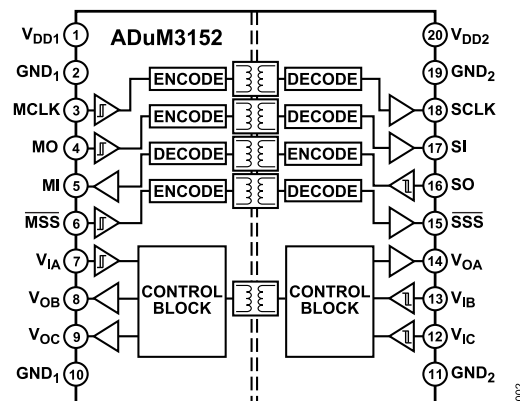 ADuM3152
VDD1 1
20 VDD2
GND1 2
19 GND2
ENCODE DECODE
MCLK 3
18 SCLK
ENCODE DECODE
MO 4
17 SI
DECODE ENCODE
MI 5
16 SO
ENCODE DECODE
MSS 6
15 SSS
VIA 7
14 VOA
CONTROL BLOCK
CONTROL BLOCK
VOB 8
13 VIB
VOC 9
12 VIC
GND1 10
11 GND2
002